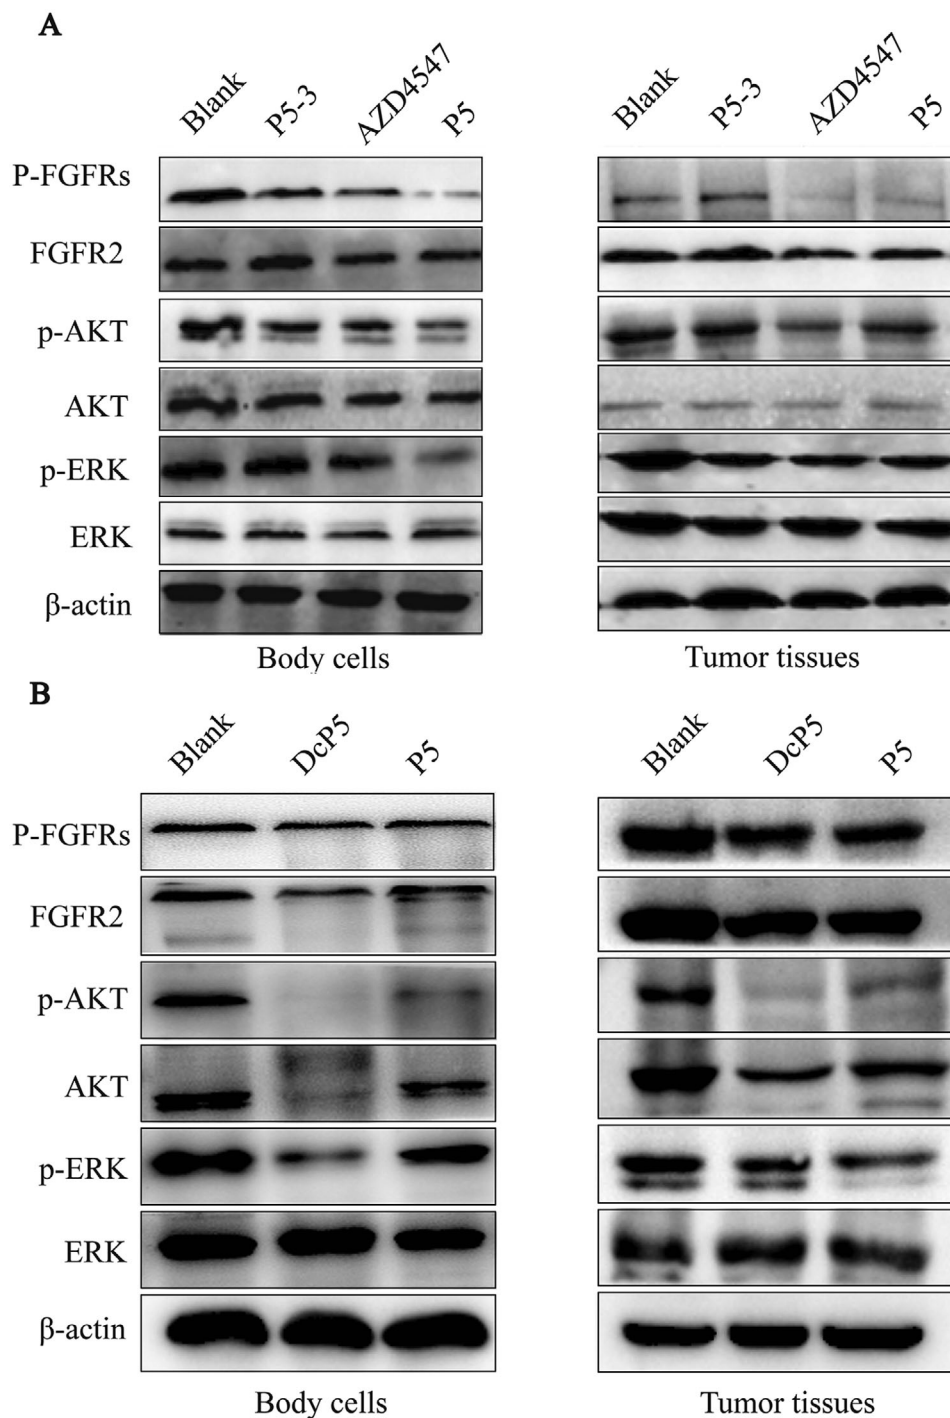 A
Blank P5-3 AZD4547 P5
Blank P5-3 AZD4547 P5
P-FGFRs
FGFR2
p-AKT
AKT
p-ERK
ERK
β-actin
Body cells
Tumor tissues
B
Blank DcP5 P5
Blank DcP5 P5
P-FGFRs
FGFR2
p-AKT
AKT
p-ERK
ERK
β-actin
Body cells
Tumor tissues